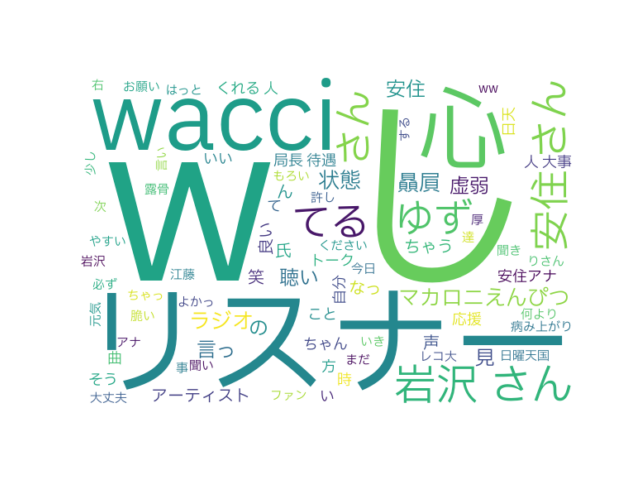 右
お願い
はっと
くれる 人
安住
ww
wacci
さん
心
し
する
日天
安住 さん
少し
言い
W
局長 待遇
いい
もろい
状態
贔屓
虚弱
人 大事
露骨
ん
許し
次
て
てる
ゆず
厚
良い
氏
ください
ちゃう
達
聞き
りさん
やすい
トーク
岩沢
江藤
笑
聴い
今日
安住アナ
必ず
自分
なっ
マカロニえんぴつ
元気
ちゃっ
よかっ
リスナー
脆い
ラジオ
の
こと
いき
応援
何より
病み上がり
アナ
言っ
ちゃん
まだ
声
曲
方
レコ大
見
日曜天国
そう
事
聞い
時
岩沢 さん
大丈夫
アーティスト
ファン
い